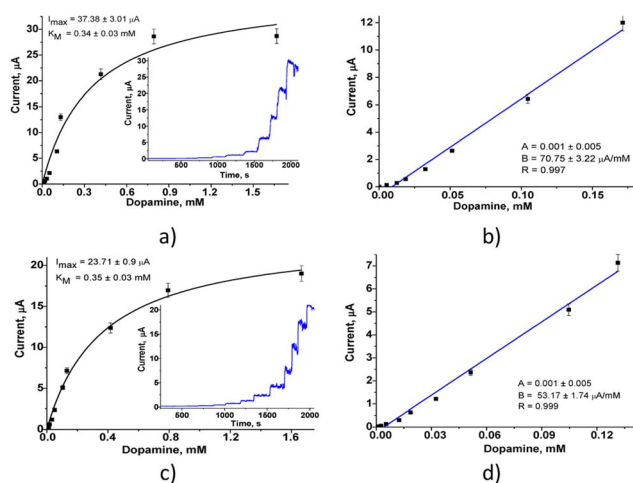 I max = 37.38 ± 3.01 µA
K M = 0.34 ± 0.03 mM
Current, µA
35
30
25
20
15
10
5
0
0.0 0.4 0.8 1.2 1.6
Dopamine, mM
Current, µA
30
25
20
15
10
5
0
500 1000 1500 2000
Time, s
a)
Current, µA
12
10
8
6
4
2
0
0.00 0.05 0.10 0.15
Dopamine, mM
A = 0.001 ± 0.005
B = 70.75 ± 3.22 µA/mM
R = 0.997
b)
I max = 23.71 ± 0.9 µA
K M = 0.35 ± 0.03 mM
Current, µA
20
15
10
5
0
0.0 0.4 0.8 1.2 1.6
Dopamine, mM
Current, µA
20
15
10
5
0
500 1000 1500 2000
Time, s
c)
Current, µA
7
6
5
4
3
2
1
0
0.00 0.03 0.06 0.09 0.12
Dopamine, mM
A = 0.001 ± 0.005
B = 53.17 ± 1.74 µA/mM
R = 0.999
d)